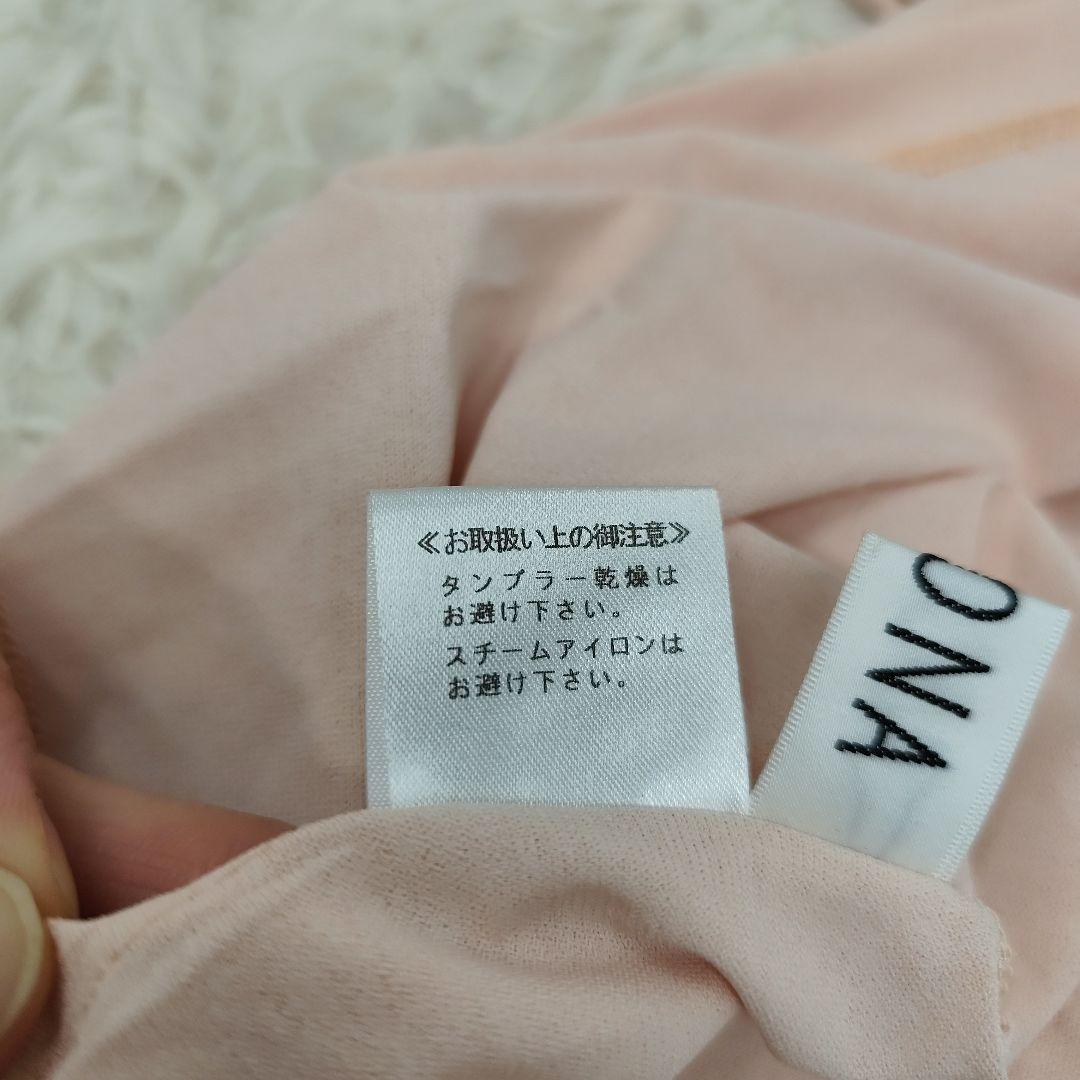 ≪お取扱い上の御注意≫
タンブラー乾燥は
お避け下さい。
スチームアイロンは
お避け下さい。
ONA